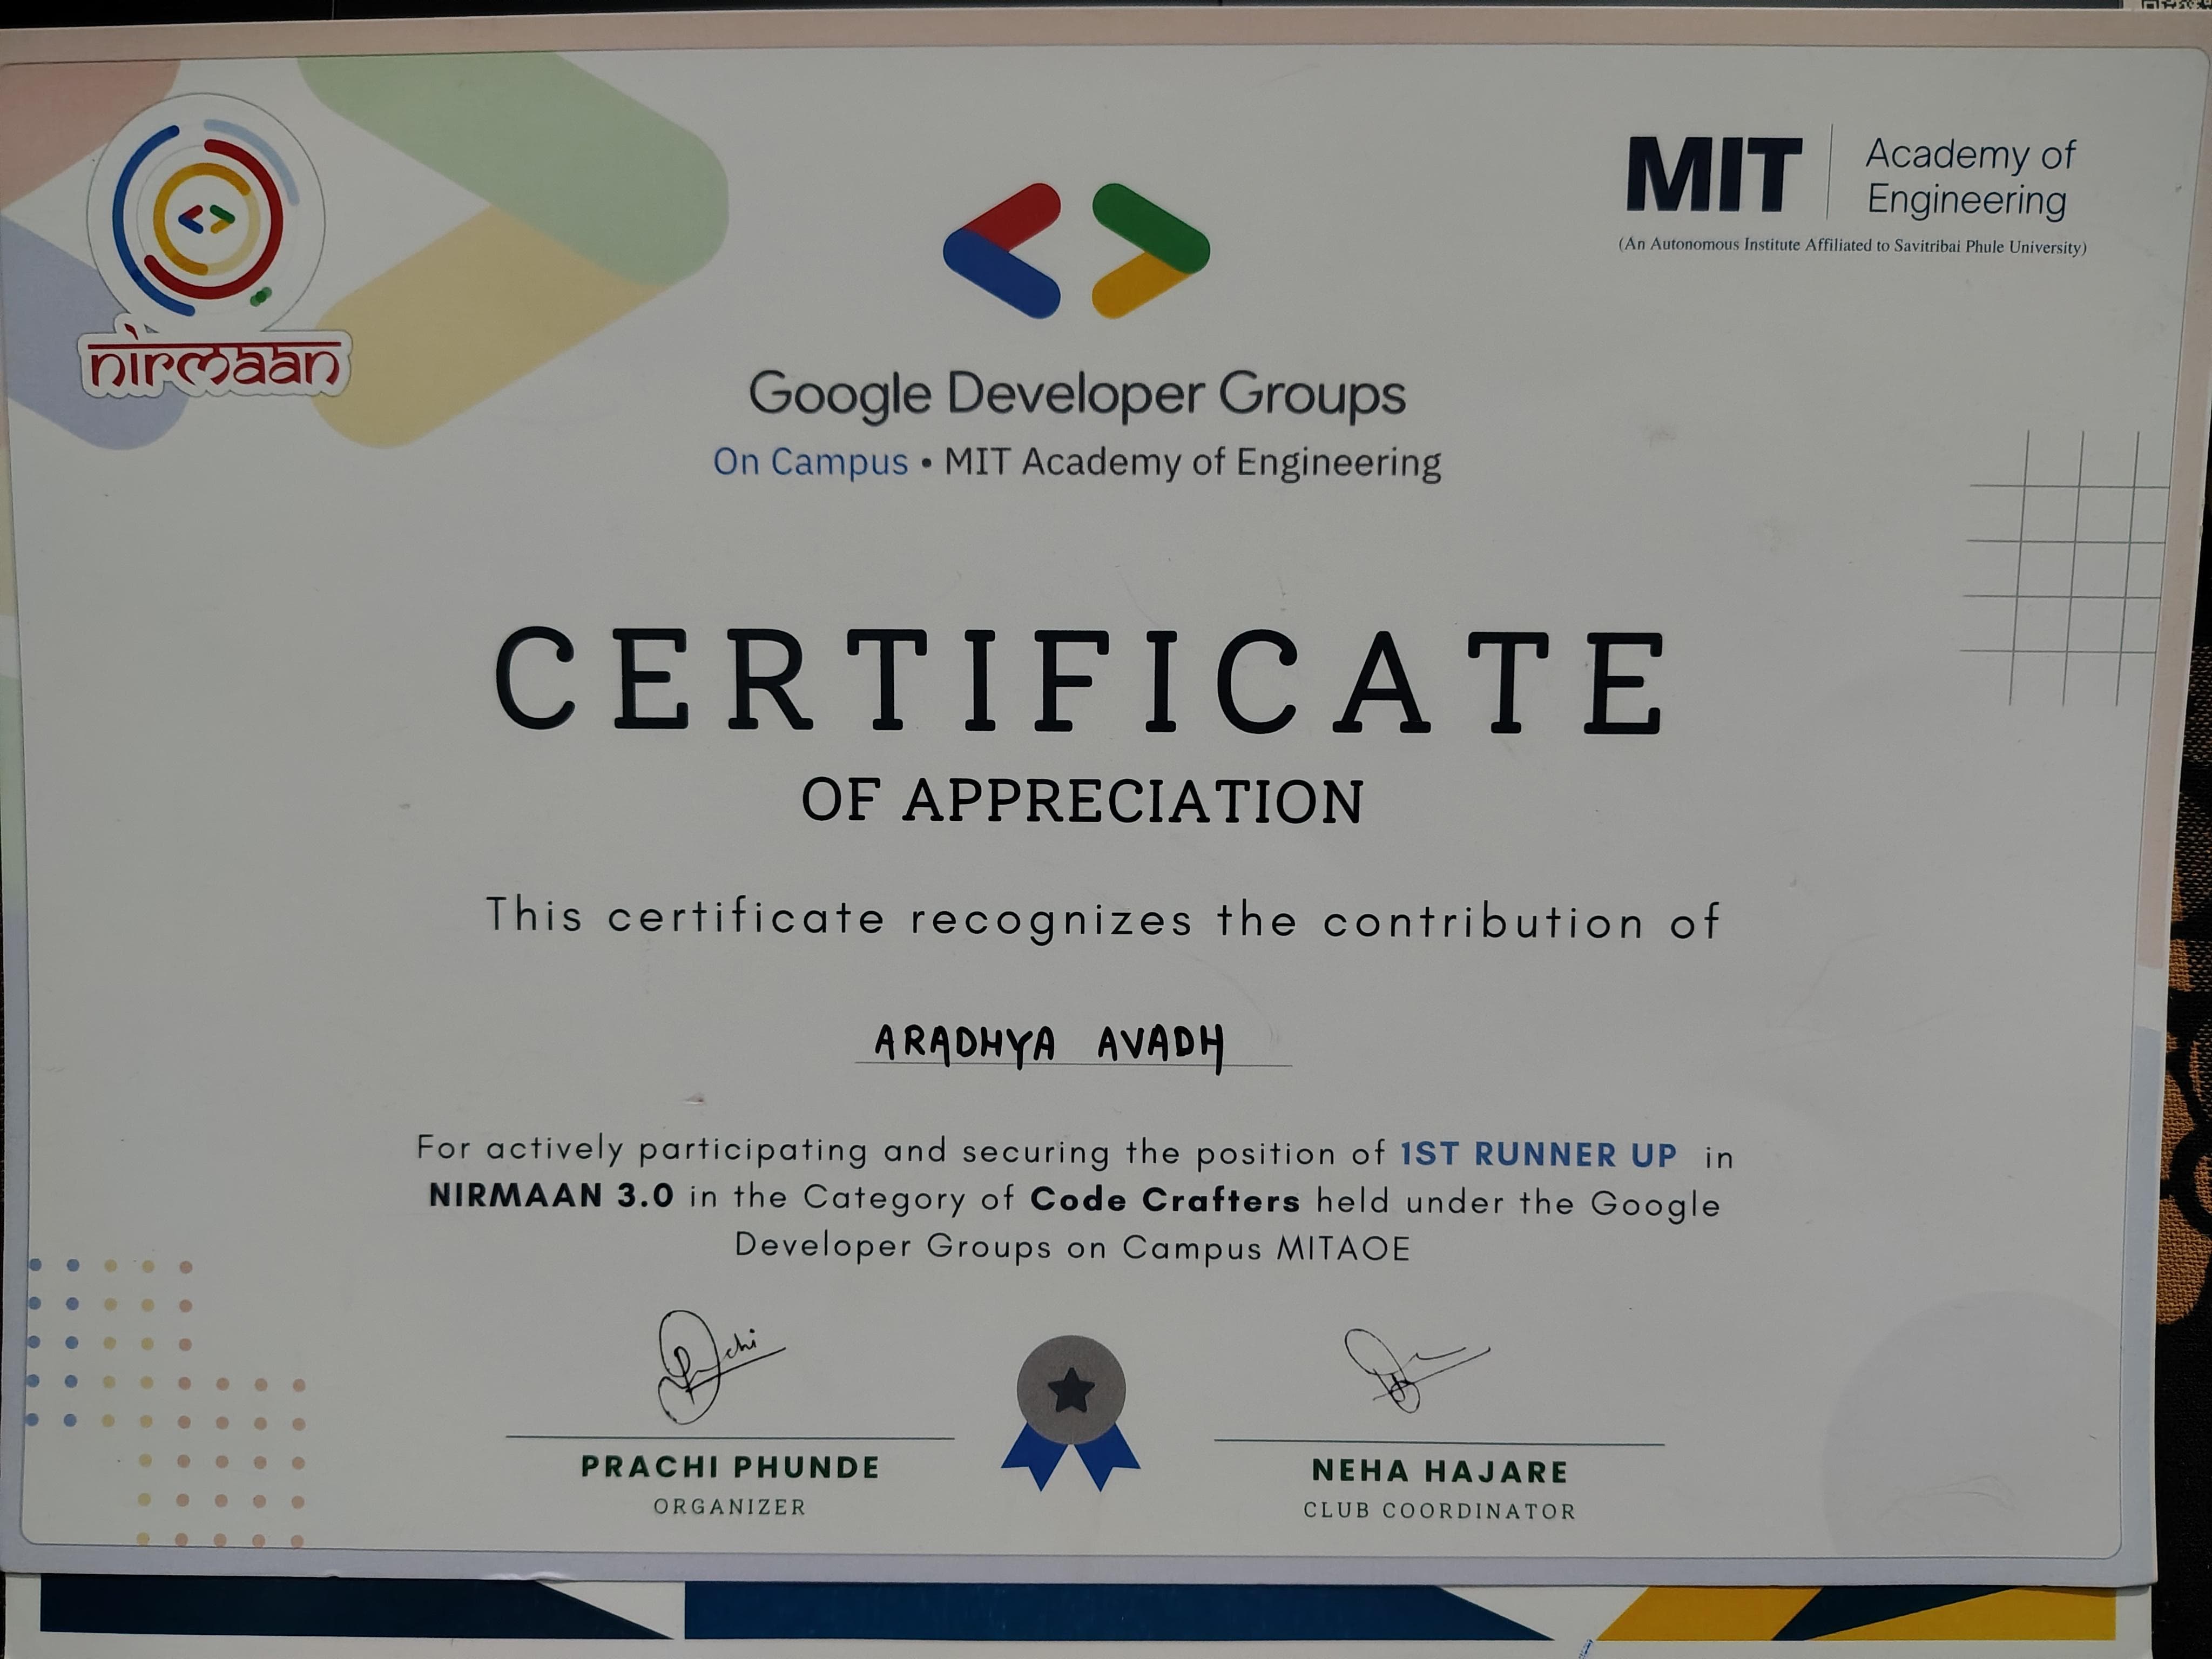 nirmaan
MIT
Academy of
Engineering
(An Autonomous Institute Affiliated to Savitribai Phule University)
Google Developer Groups
On Campus • MIT Academy of Engineering
CERTIFICATE
OF APPRECIATION
This certificate recognizes the contribution of
ARADHYA AVADH
For actively participating and securing the position of 1ST RUNNER UP in
NIRMAAN 3.0 in the Category of Code Crafters held under the Google
Developer Groups on Campus MITAOE
PRACHI PHUNDE
ORGANIZER
NEHA HAJARE
CLUB COORDINATOR